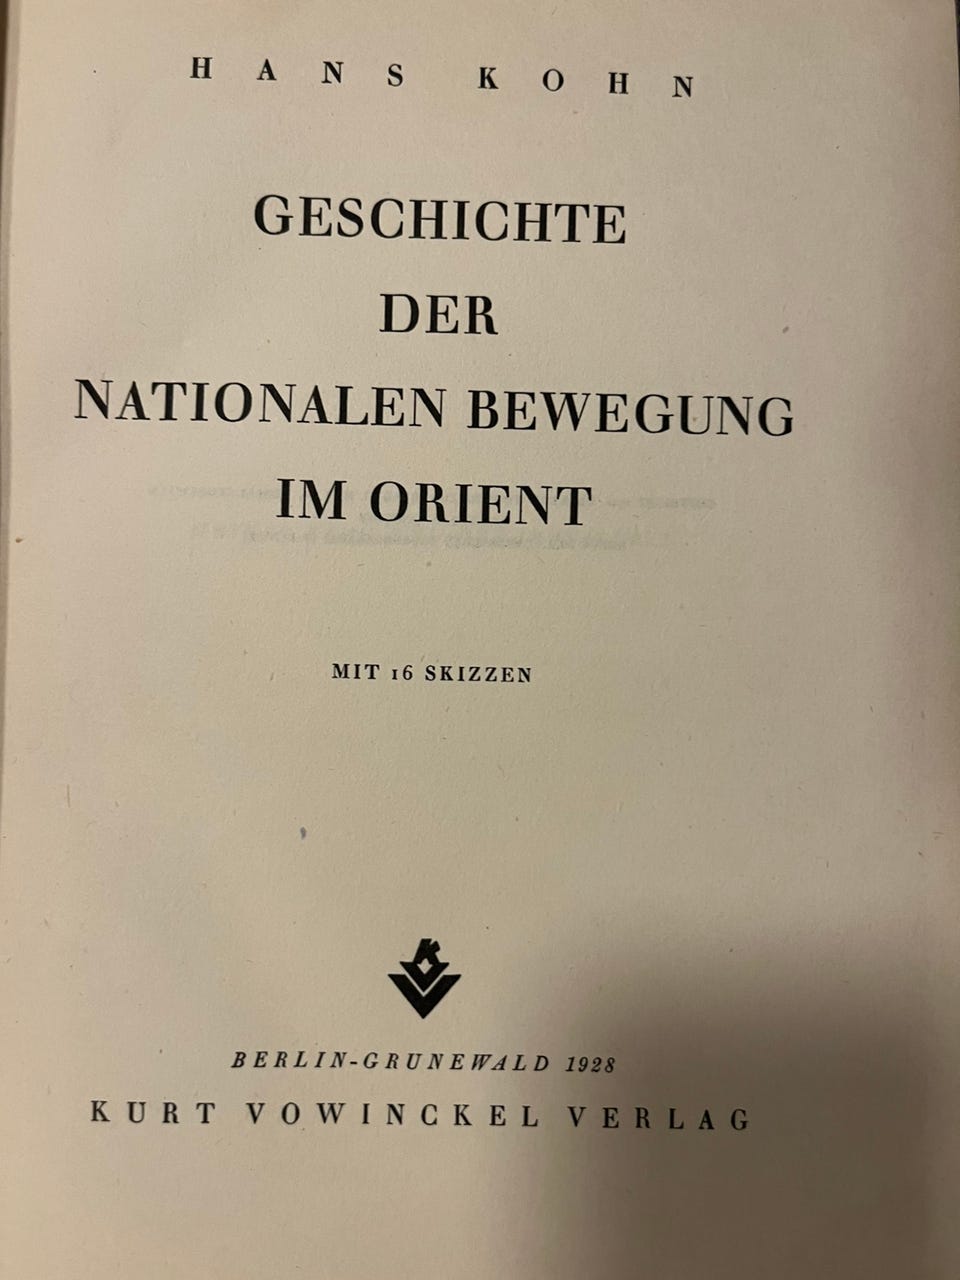 HANS KOHN
GESCHICHTE
DER
NATIONALEN BEWEGUNG
IM ORIENT
MIT 16 SKIZZEN
BERLIN-GRUNEWALD 1928
KURT VOWINCKEL VERLAG